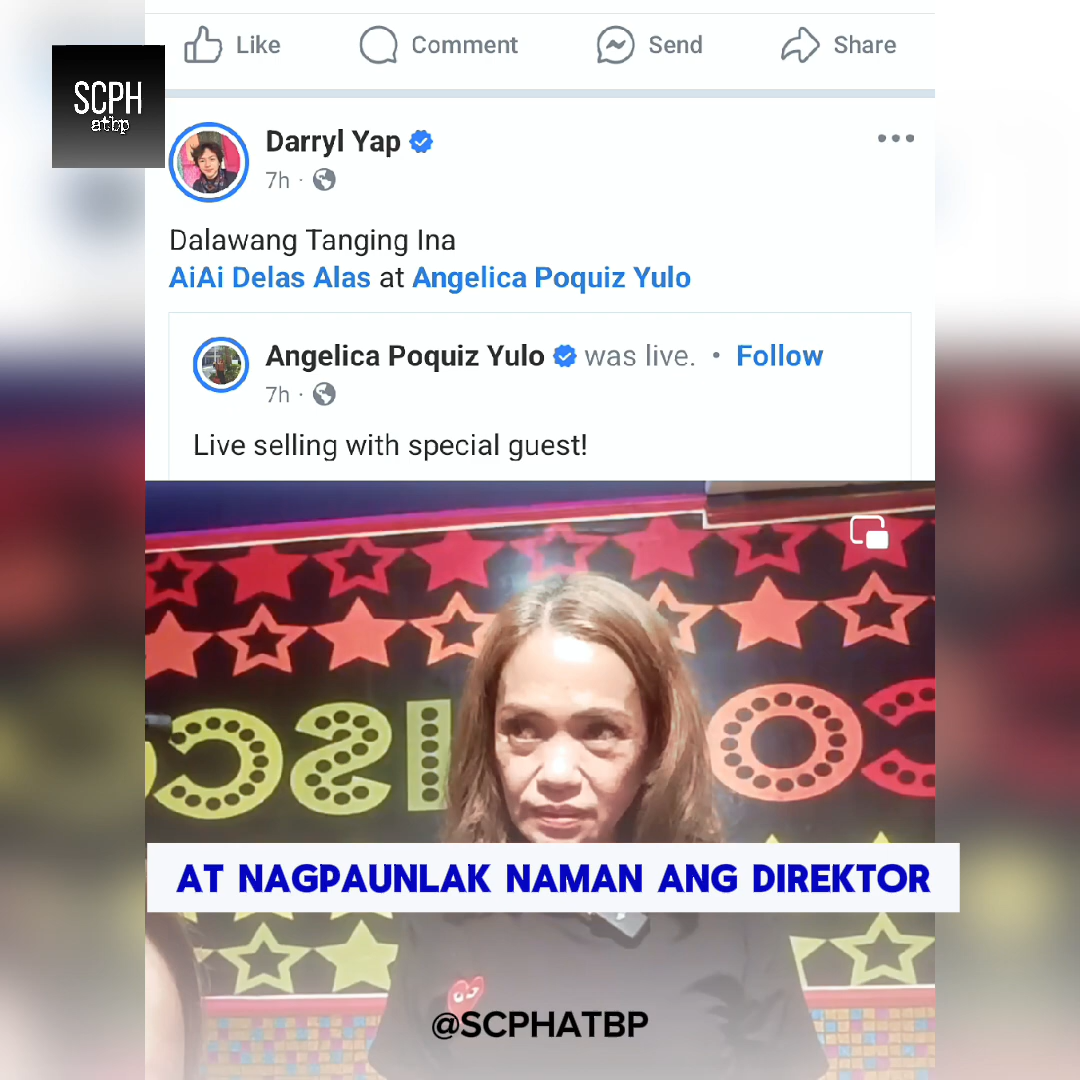 Like Comment Send Share
SCPH
atbp
Darryl Yap
7h ·
Dalawang Tanging Ina
AiAi Delas Alas at Angelica Poquiz Yulo
Angelica Poquiz Yulo was live. • Follow
7h ·
Live selling with special guest!
AT NAGPAUNLAK NAMAN ANG DIREKTOR
@SCPHATBP